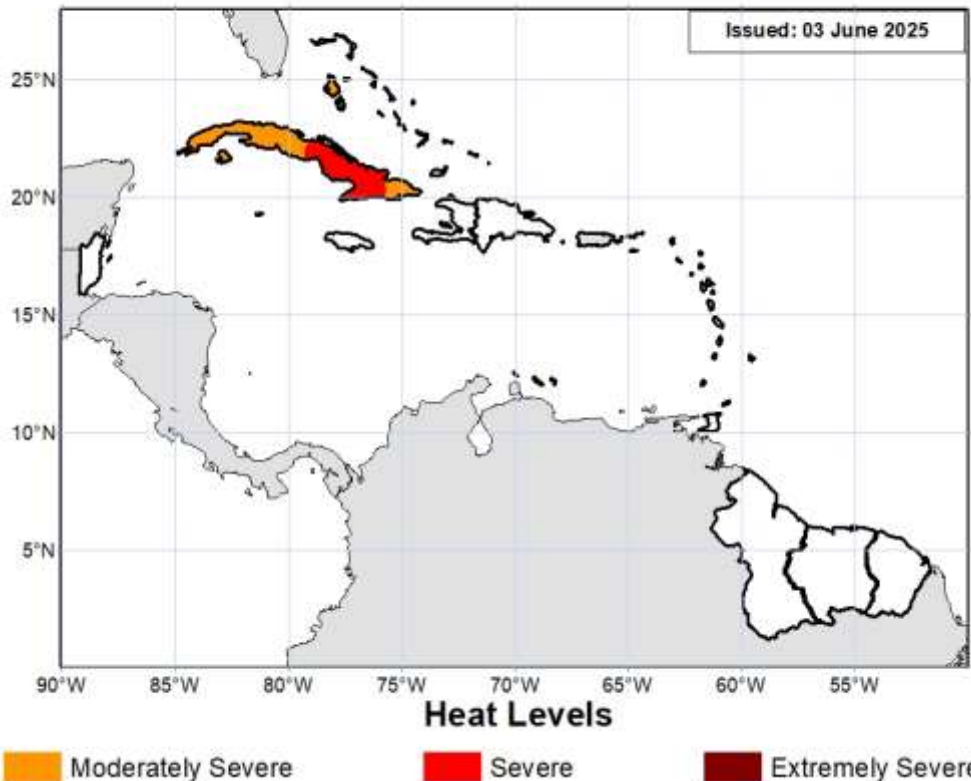 Issued: 03 June 2025
25°N
20°N
15°N
10°N
5°N
90°W 85°W 80°W 75°W 70°W 65°W 60°W 55°W
Heat Levels
Moderately Severe Severe Extremely Severe